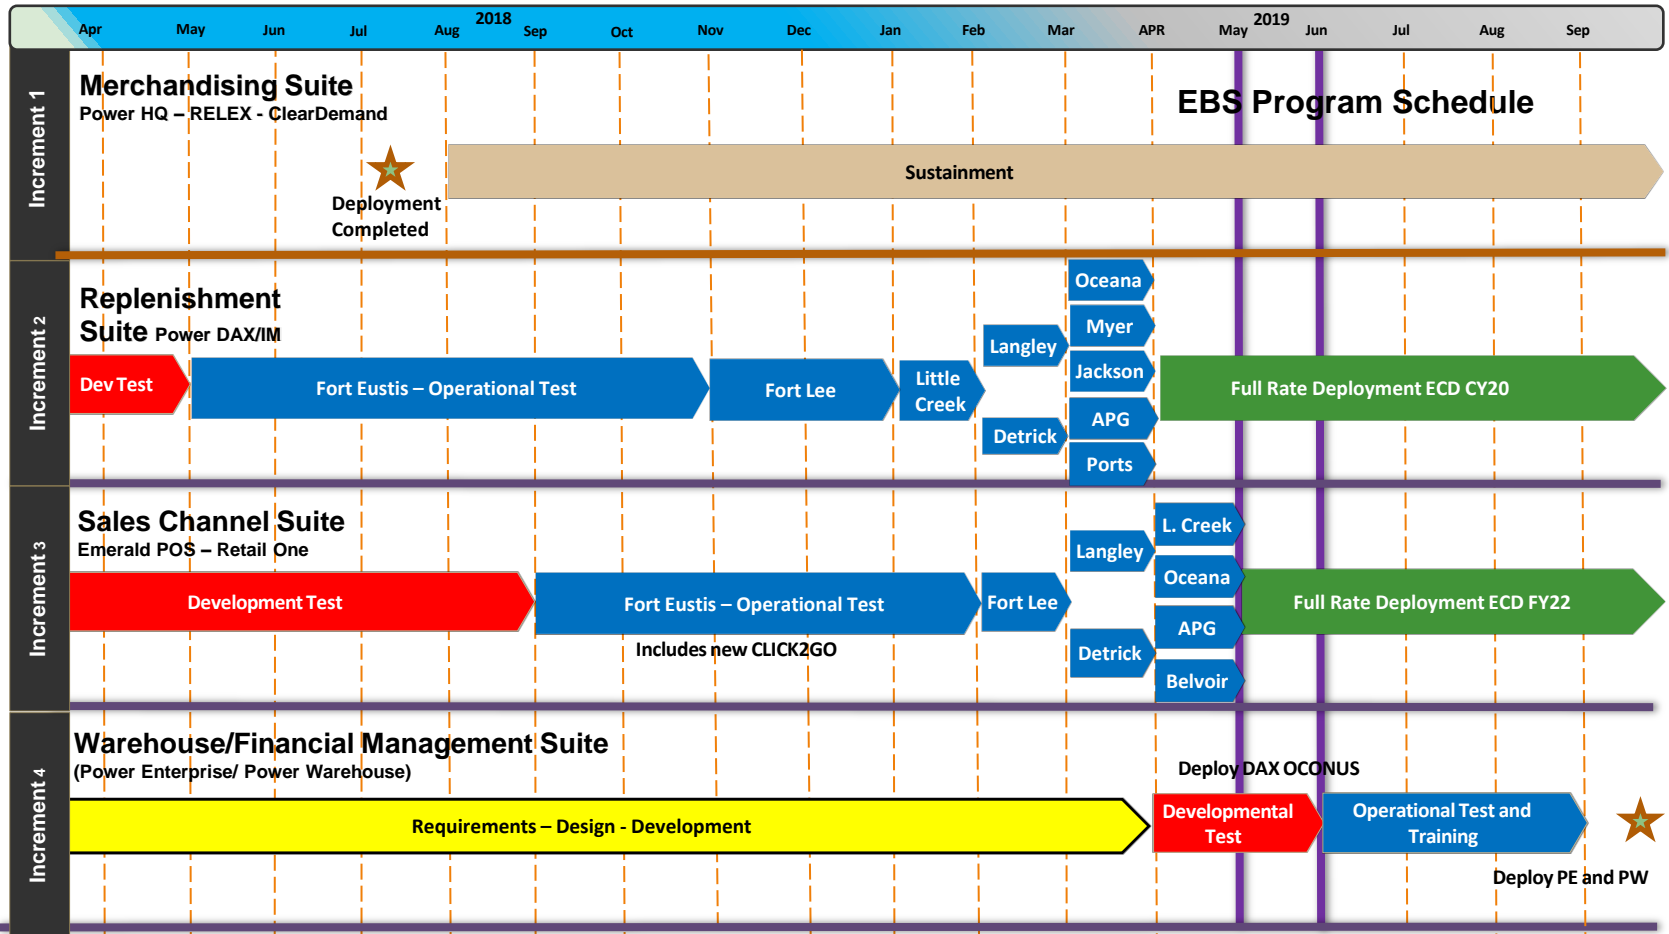 2018 2019
Apr May Jun Jul Aug Sep Oct Nov Dec Jan Feb Mar APR May Jun Jul Aug Sep
EBS Program Schedule
Increment 1
Merchandising Suite
Power HQ – RELEX - ClearDemand
Deployment
Completed
Sustainment
Increment 2
Replenishment
Suite Power DAX/IM
Dev Test
Fort Eustis – Operational Test
Fort Lee
Little
Creek
Langley
Detrick
Oceana
Myer
Jackson
APG
Ports
Full Rate Deployment ECD CY20
Increment 3
Sales Channel Suite
Emerald POS – Retail One
Development Test
Fort Eustis – Operational Test
Includes new CLICK2GO
Fort Lee
Langley
Detrick
L. Creek
Oceana
APG
Belvoir
Full Rate Deployment ECD FY22
Increment 4
Warehouse/Financial Management Suite
(Power Enterprise/ Power Warehouse)
Requirements – Design - Development
Deploy DAX OCONUS
Developmental
Test
Operational Test and
Training
Deploy PE and PW